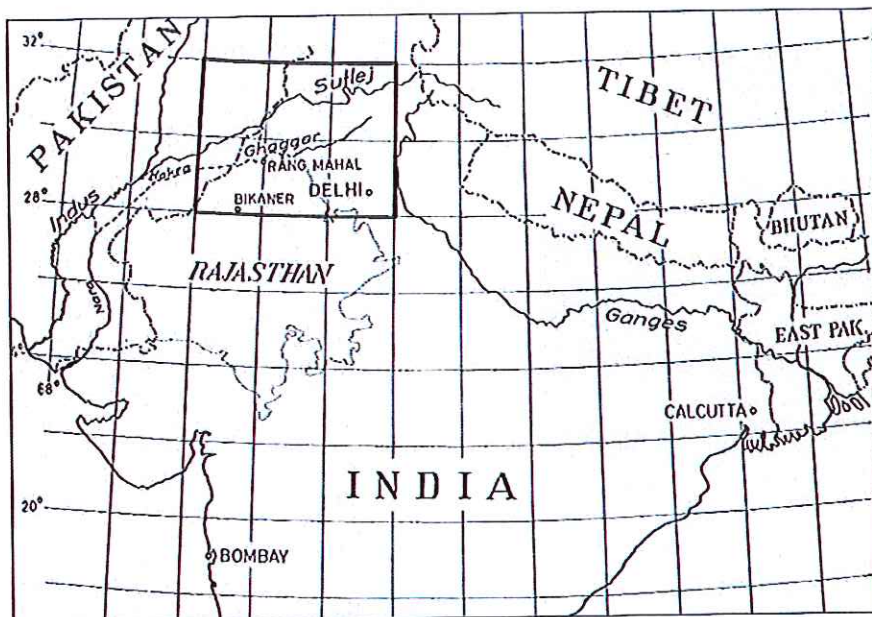 32°
PAKISTAN
Sutlej
TIBET
Ghaggar
Hakra
RANG MAHAL
Indus
28°
DELHI
BIKANER
NEPAL
BHUTAN
RAJASTHAN
Ganges
EAST PAK.
68°
CALCUTTA
INDIA
20°
BOMBAY